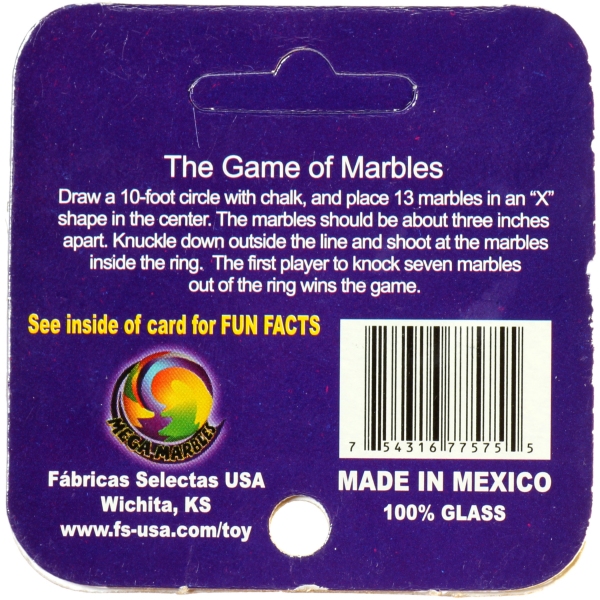 The Game of Marbles
Draw a 10-foot circle with chalk, and place 13 marbles in an “X”
shape in the center. The marbles should be about three inches
apart. Knuckle down outside the line and shoot at the marbles
inside the ring. The first player to knock seven marbles
out of the ring wins the game.
See inside of card for FUN FACTS
MEGA-MARBLES
Fábricas Selectas USA
Wichita, KS
www.fs-usa.com/toy
7 54316 77575 5
MADE IN MEXICO
100% GLASS